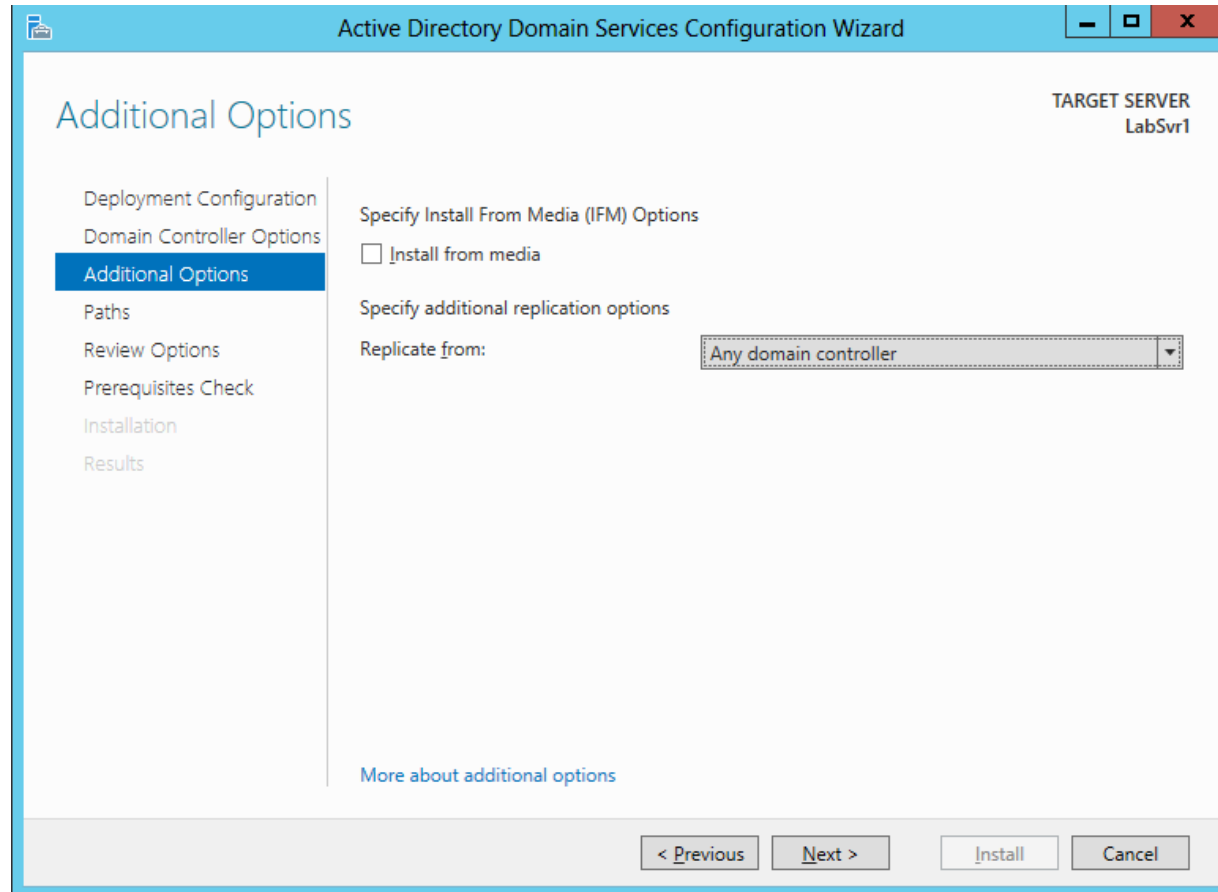 Active Directory Domain Services Configuration Wizard
Additional Options
TARGET SERVER
LabSvr1
Deployment Configuration
Domain Controller Options
Additional Options
Paths
Review Options
Prerequisites Check
Installation
Results
Specify Install From Media (IFM) Options
Install from media
Specify additional replication options
Replicate from: Any domain controller
More about additional options
< Previous Next > Install Cancel